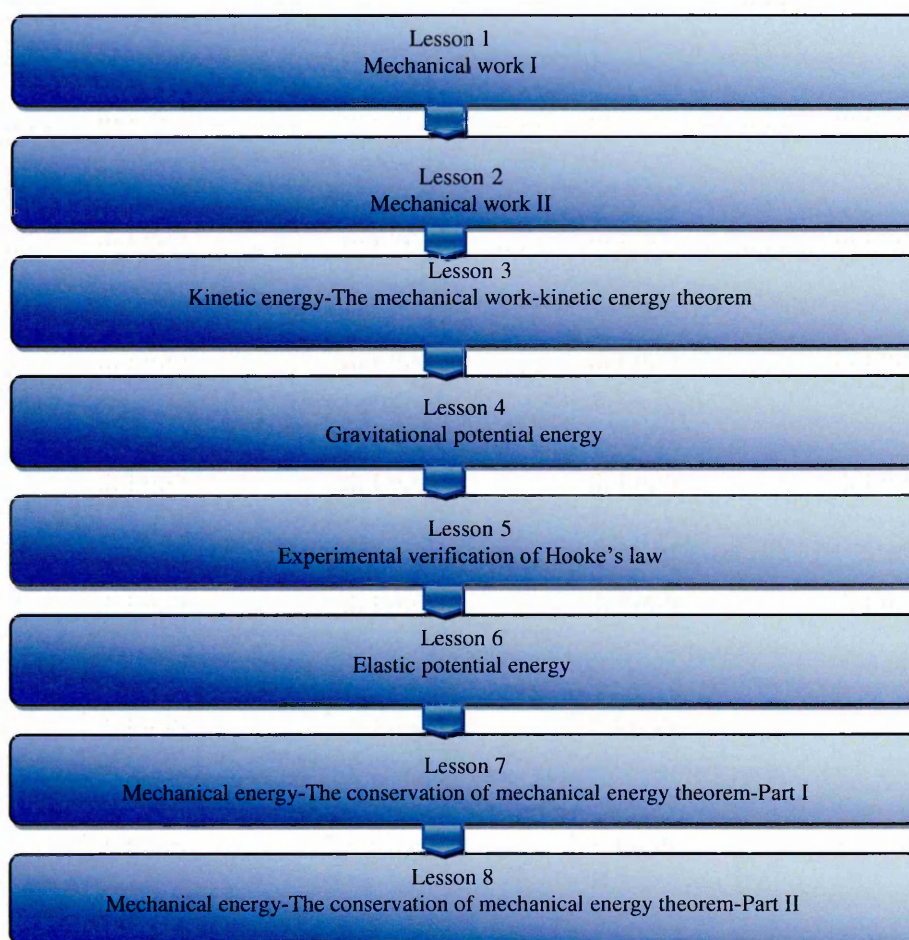 Lesson 1
Mechanical work I
Lesson 2
Mechanical work II
Lesson 3
Kinetic energy-The mechanical work-kinetic energy theorem
Lesson 4
Gravitational potential energy
Lesson 5
Experimental verification of Hooke's law
Lesson 6
Elastic potential energy
Lesson 7
Mechanical energy-The conservation of mechanical energy theorem-Part I
Lesson 8
Mechanical energy-The conservation of mechanical energy theorem-Part II